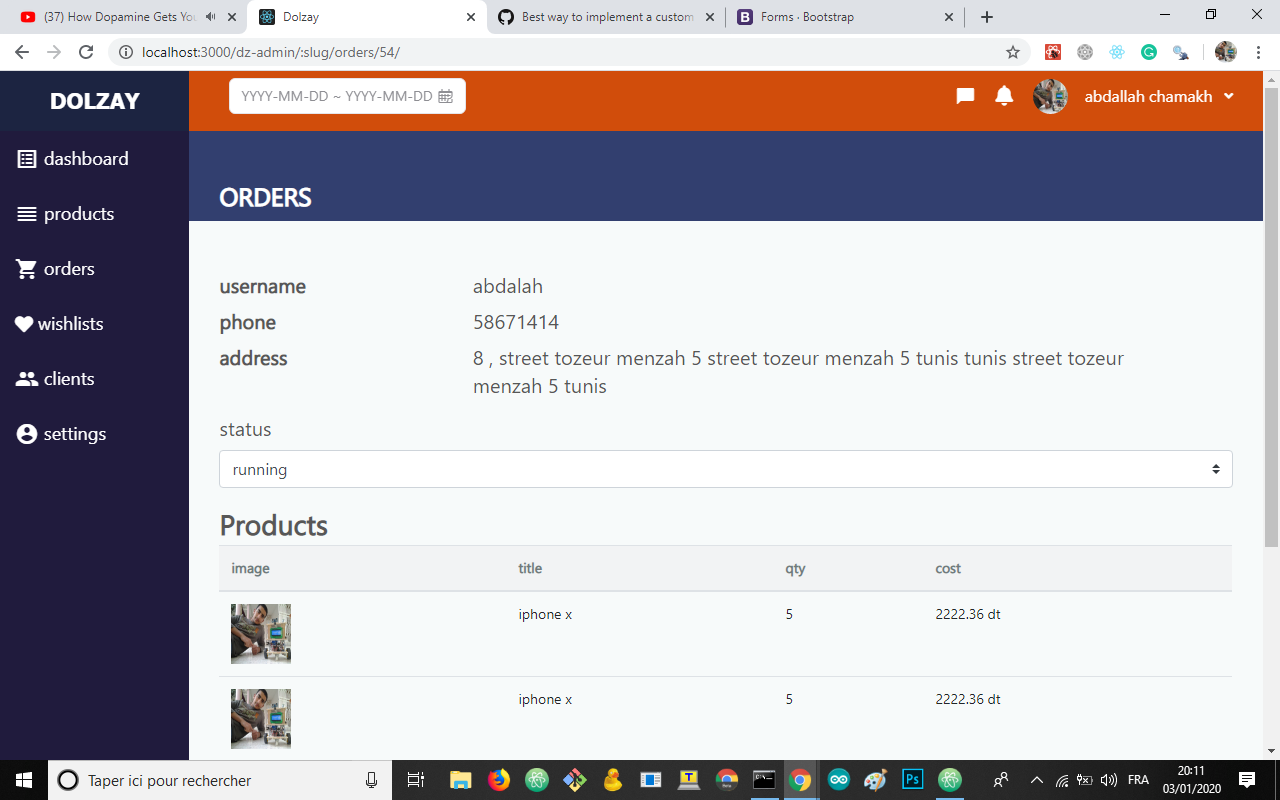 (37) How Dopamine Gets You
Dolzay
Best way to implement a custom
Forms · Bootstrap
localhost:3000/dz-admin/:slug/orders/54/
DOLZAY
YYYY-MM-DD ~ YYYY-MM-DD
abdallah chamakh
dashboard
products
orders
wishlists
clients
settings
ORDERS
username abdalah
phone 58671414
address 8 , street tozeur menzah 5 street tozeur menzah 5 tunis tunis street tozeur
menzah 5 tunis
status
running
Products
image title qty cost
iphone x 5 2222.36 dt
iphone x 5 2222.36 dt
Taper ici pour rechercher
FRA
20:11
03/01/2020